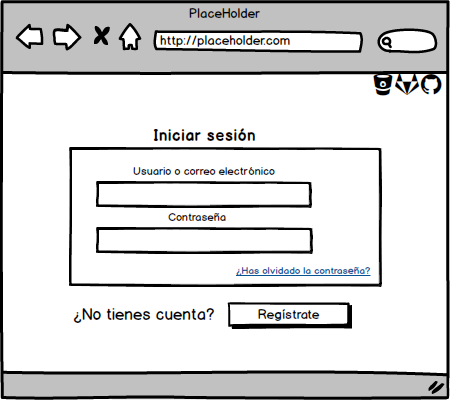 PlaceHolder
http://placeholder.com
Iniciar sesión
Usuario o correo electrónico
Contraseña
¿Has olvidado la contraseña?
¿No tienes cuenta?
Regístrate